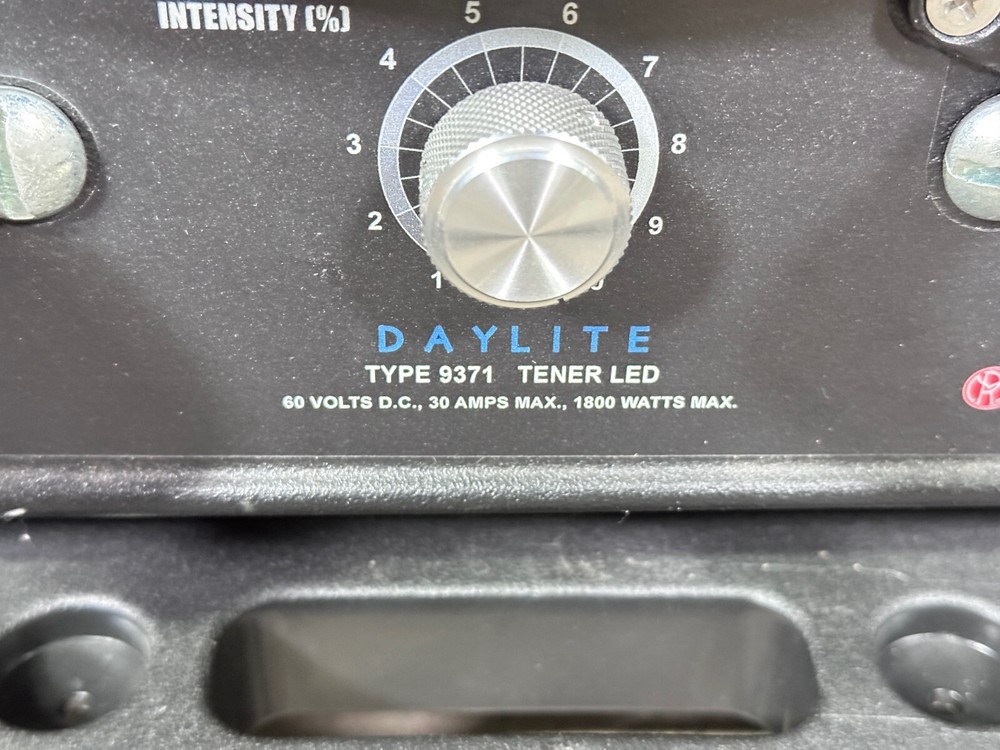 INTENSITY (%)
5 6
4 7
3 8
2 9
1
DAYLITE
TYPE 9371 TENER LED
60 VOLTS D.C., 30 AMPS MAX., 1800 WATTS MAX.